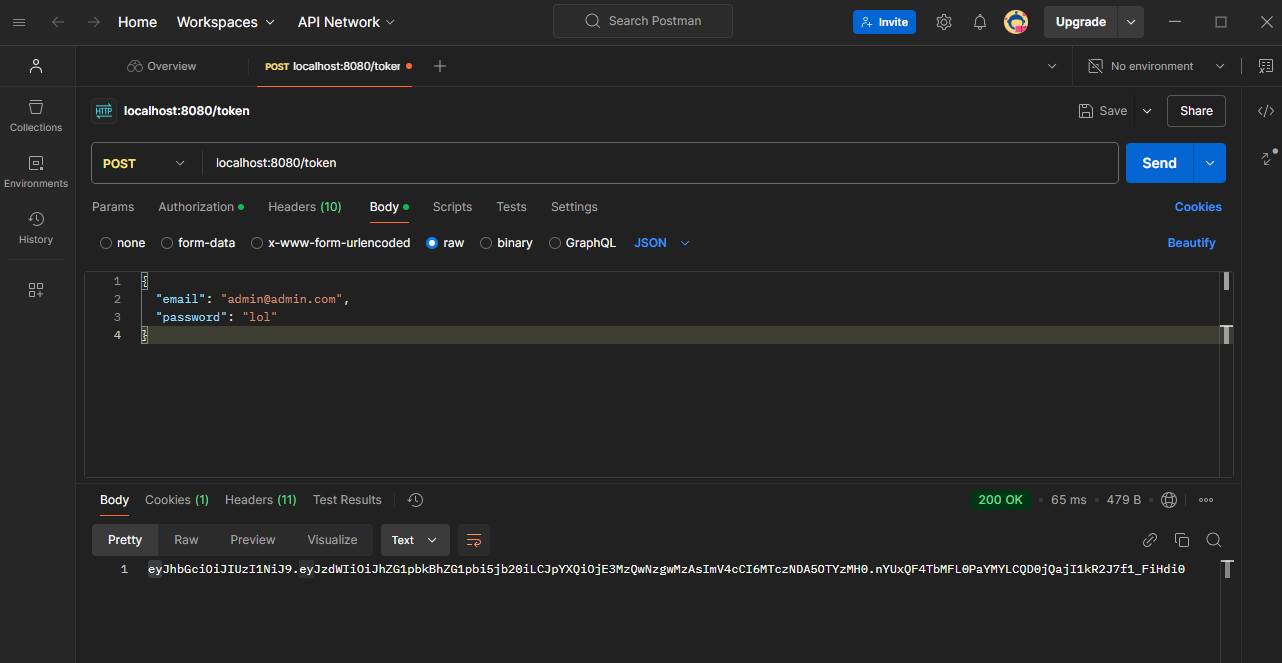 Home Workspaces API Network Search Postman Invite Upgrade
Overview POST localhost:8080/token No environment
HTTP localhost:8080/token Save Share
Collections
POST localhost:8080/token Send
Environments
Params Authorization Headers (10) Body Scripts Tests Settings Cookies
History
none form-data x-www-form-urlencoded raw binary GraphQL JSON Beautify
1 {
2 "email": "admin@admin.com",
3 "password": "lol"
4 }
Body Cookies (1) Headers (11) Test Results 200 OK 65 ms 479 B
Pretty Raw Preview Visualize Text
1 eyJhbGciOiJIUzI1NiJ9.eyJzdWIiOiJhZG1pbkBhZG1pbi5jb20iLCJpYXQiOjE3MzQwNzgwMzAsImV4cCI6MTczNDA5OTYzMH0.nYUxQF4TbMFL0PaYMYLCQD0jQajI1kR2J7f1_FiHdi0